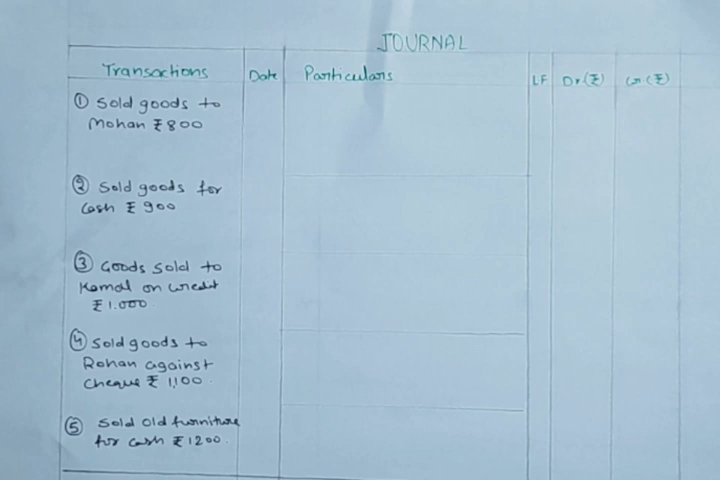 JOURNAL
Transactions Date Particulars LF Dr (₹) Cr (₹)
① Sold goods to
Mohan ₹ 800
② Sold goods for
Cash ₹ 900
③ Goods sold to
Kamal on credit
₹ 1,000
④ Sold goods to
Rohan against
Cheque ₹ 1,100.
⑤ Sold old furniture
for cash ₹ 1200.